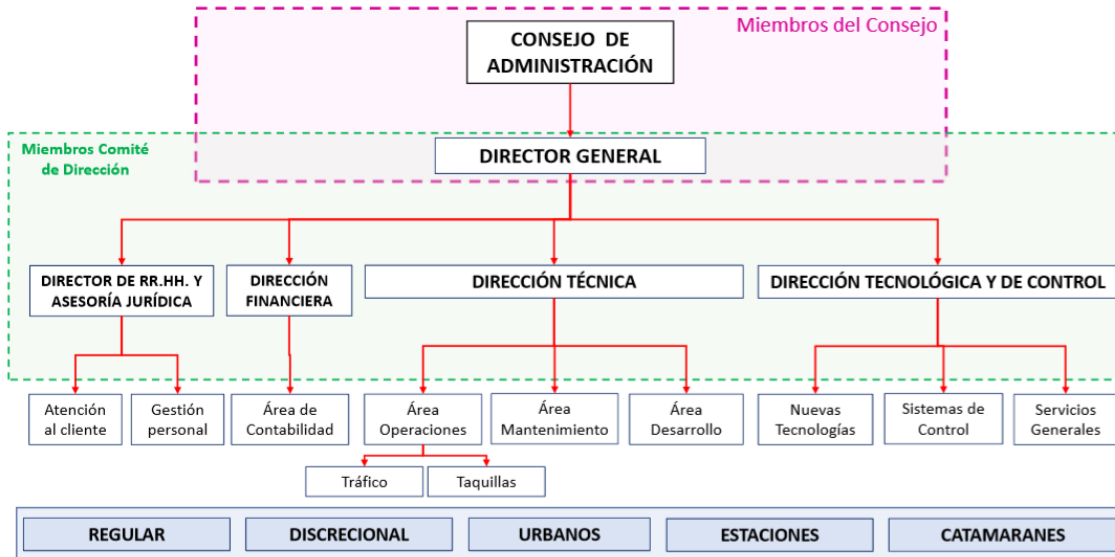 Miembros del Consejo
CONSEJO DE
ADMINISTRACIÓN
Miembros Comité
de Dirección
DIRECTOR GENERAL
DIRECTOR DE RR.HH. Y
ASESORÍA JURÍDICA
DIRECCIÓN
FINANCIERA
DIRECCIÓN TÉCNICA
DIRECCIÓN TECNOLÓGICA Y DE CONTROL
Atención
al cliente
Gestión
personal
Área de
Contabilidad
Área
Operaciones
Área
Mantenimiento
Área
Desarrollo
Nuevas
Tecnologías
Sistemas de
Control
Servicios
Generales
Tráfico
Taquillas
REGULAR
DISCRECIONAL
URBANOS
ESTACIONES
CATAMARANES